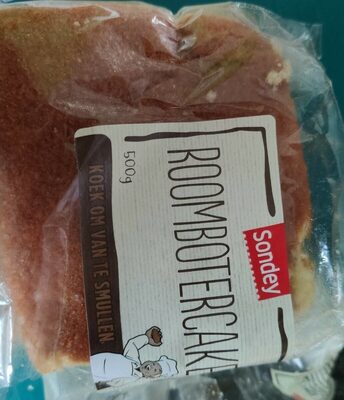 Sondey
ROOMBOTERCAKE
500g
KOEK OM VAN TE SMULLEN